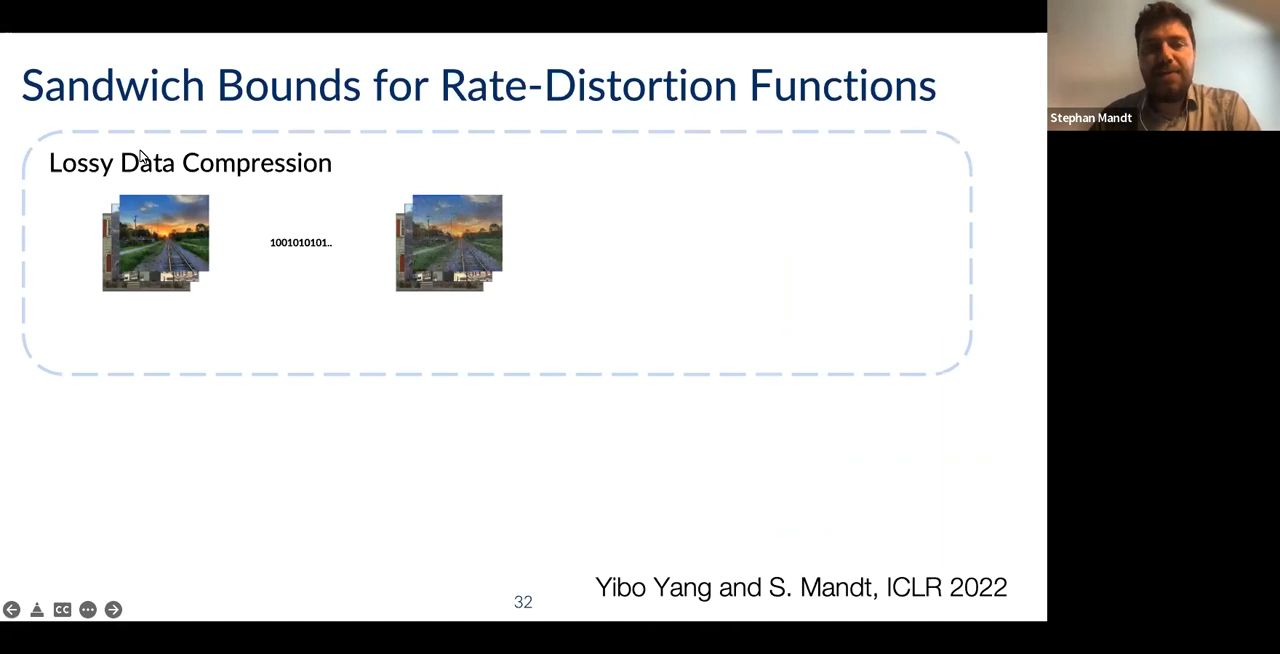 Sandwich Bounds for Rate-Distortion Functions
Stephan Mandt
Lossy Data Compression
1001010101..
Yibo Yang and S. Mandt, ICLR 2022
32
CC